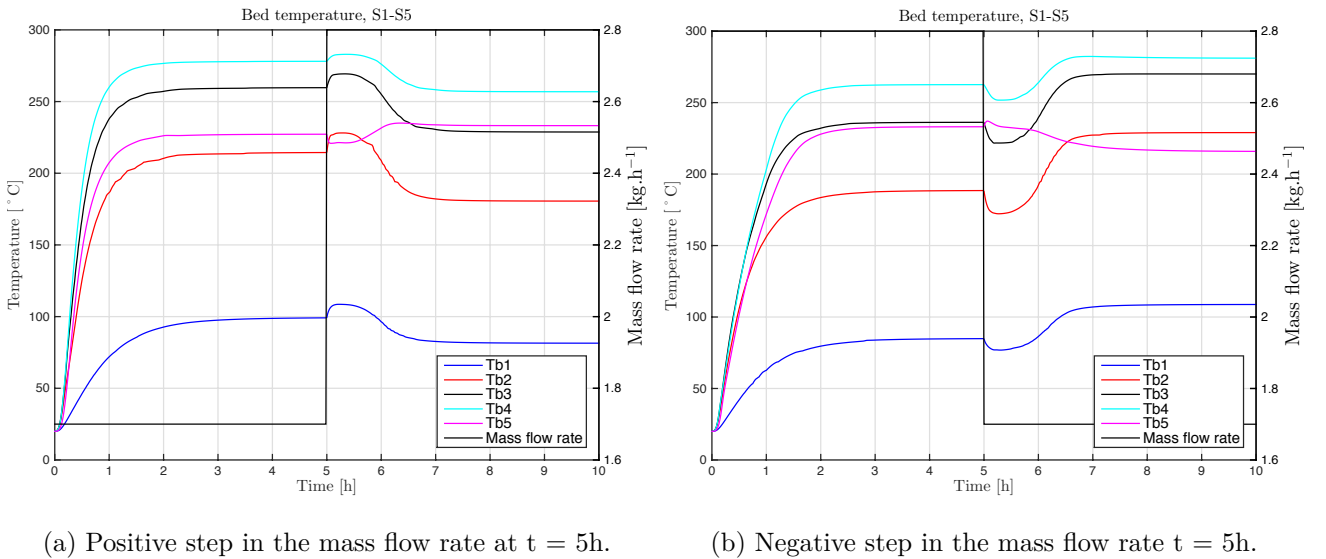 Bed temperature, S1-S5
300
250
200
150
100
50
0
Temperature [ °C]
2.8
2.6
2.4
2.2
2
1.8
1.6
Mass flow rate [kg.h⁻¹]
Tb1
Tb2
Tb3
Tb4
Tb5
Mass flow rate
0 1 2 3 4 5 6 7 8 9 10
Time [h]
(a) Positive step in the mass flow rate at t = 5h.
Bed temperature, S1-S5
300
250
200
150
100
50
0
Temperature [ °C]
2.8
2.6
2.4
2.2
2
1.8
1.6
Mass flow rate [kg.h⁻¹]
Tb1
Tb2
Tb3
Tb4
Tb5
Mass flow rate
0 1 2 3 4 5 6 7 8 9 10
Time [h]
(b) Negative step in the mass flow rate t = 5h.